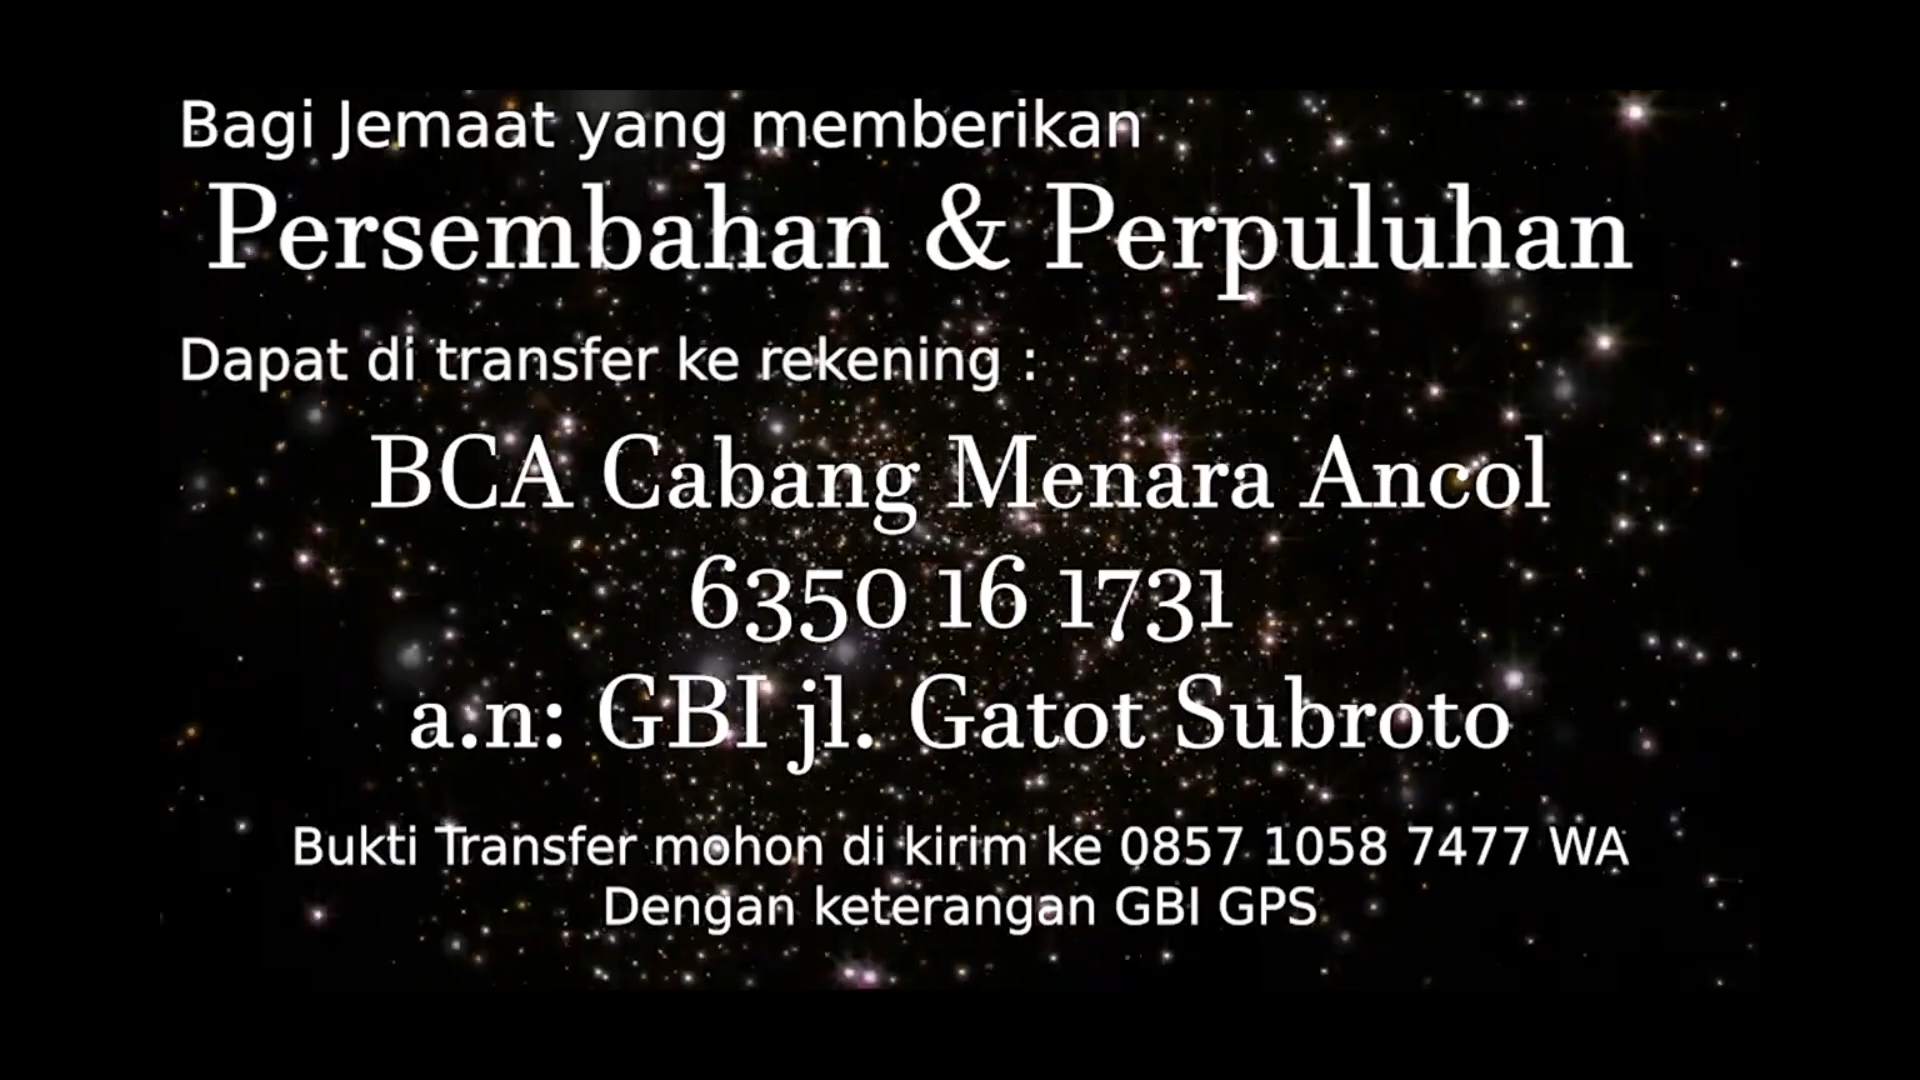 Bagi Jemaat yang memberikan
Persembahan & Perpuluhan
Dapat di transfer ke rekening :
BCA Cabang Menara Ancol
6350 16 1731
a.n: GBI jl. Gatot Subroto
Bukti Transfer mohon di kirim ke 0857 1058 7477 WA
Dengan keterangan GBI GPS